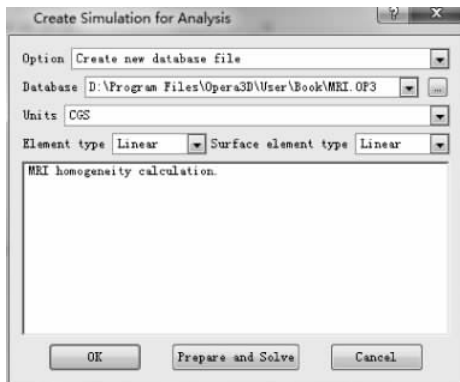 Create Simulation for Analysis
Option Create new database file
Database D:\Program Files\Opera3D\User\Book\MRI.OP3 ...
Units CGS
Element type Linear Surface element type Linear
MRI homogeneity calculation.
OK Prepare and Solve Cancel